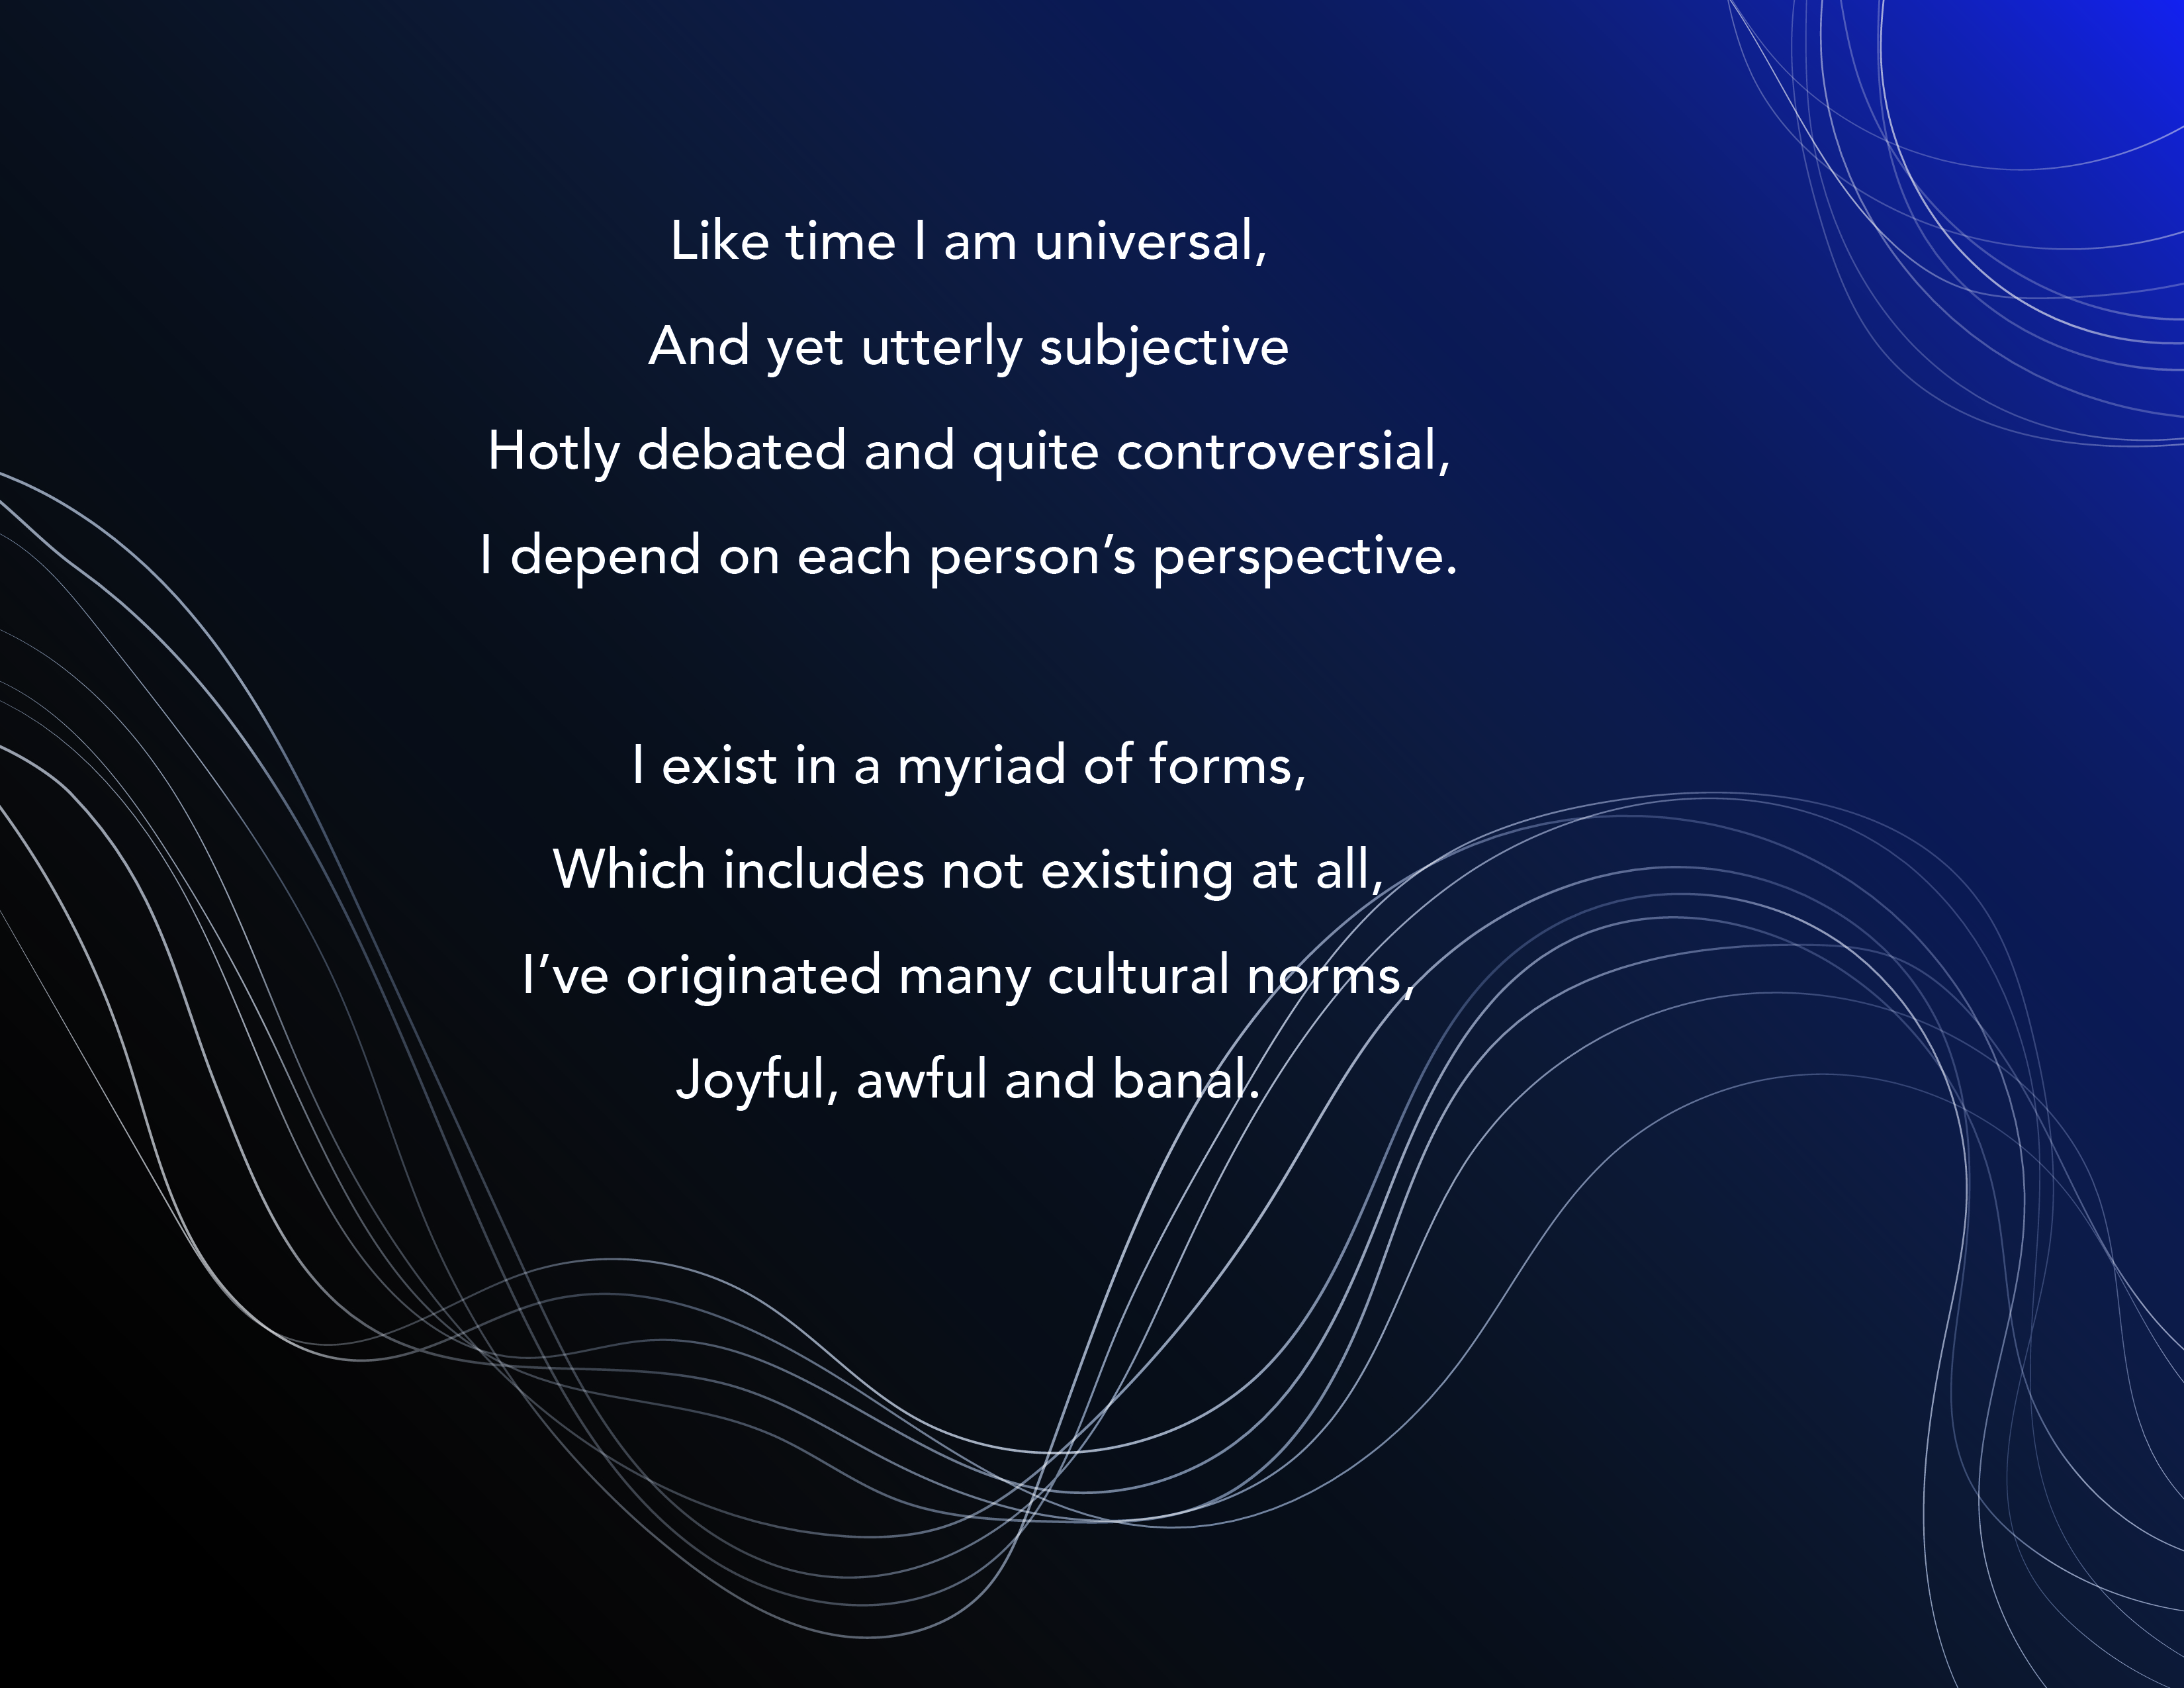 Like time I am universal,
And yet utterly subjective
Hotly debated and quite controversial,
I depend on each person’s perspective.
I exist in a myriad of forms,
Which includes not existing at all,
I’ve originated many cultural norms,
Joyful, awful and banal.